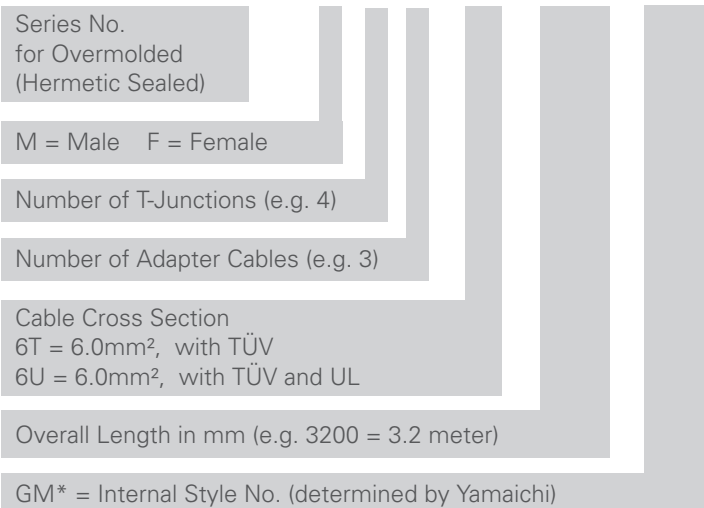 Series No.
for Overmolded
(Hermetic Sealed)
M = Male F = Female
Number of T-Junctions (e.g. 4)
Number of Adapter Cables (e.g. 3)
Cable Cross Section
6T = 6.0mm², with TÜV
6U = 6.0mm², with TÜV and UL
Overall Length in mm (e.g. 3200 = 3.2 meter)
GM* = Internal Style No. (determined by Yamaichi)